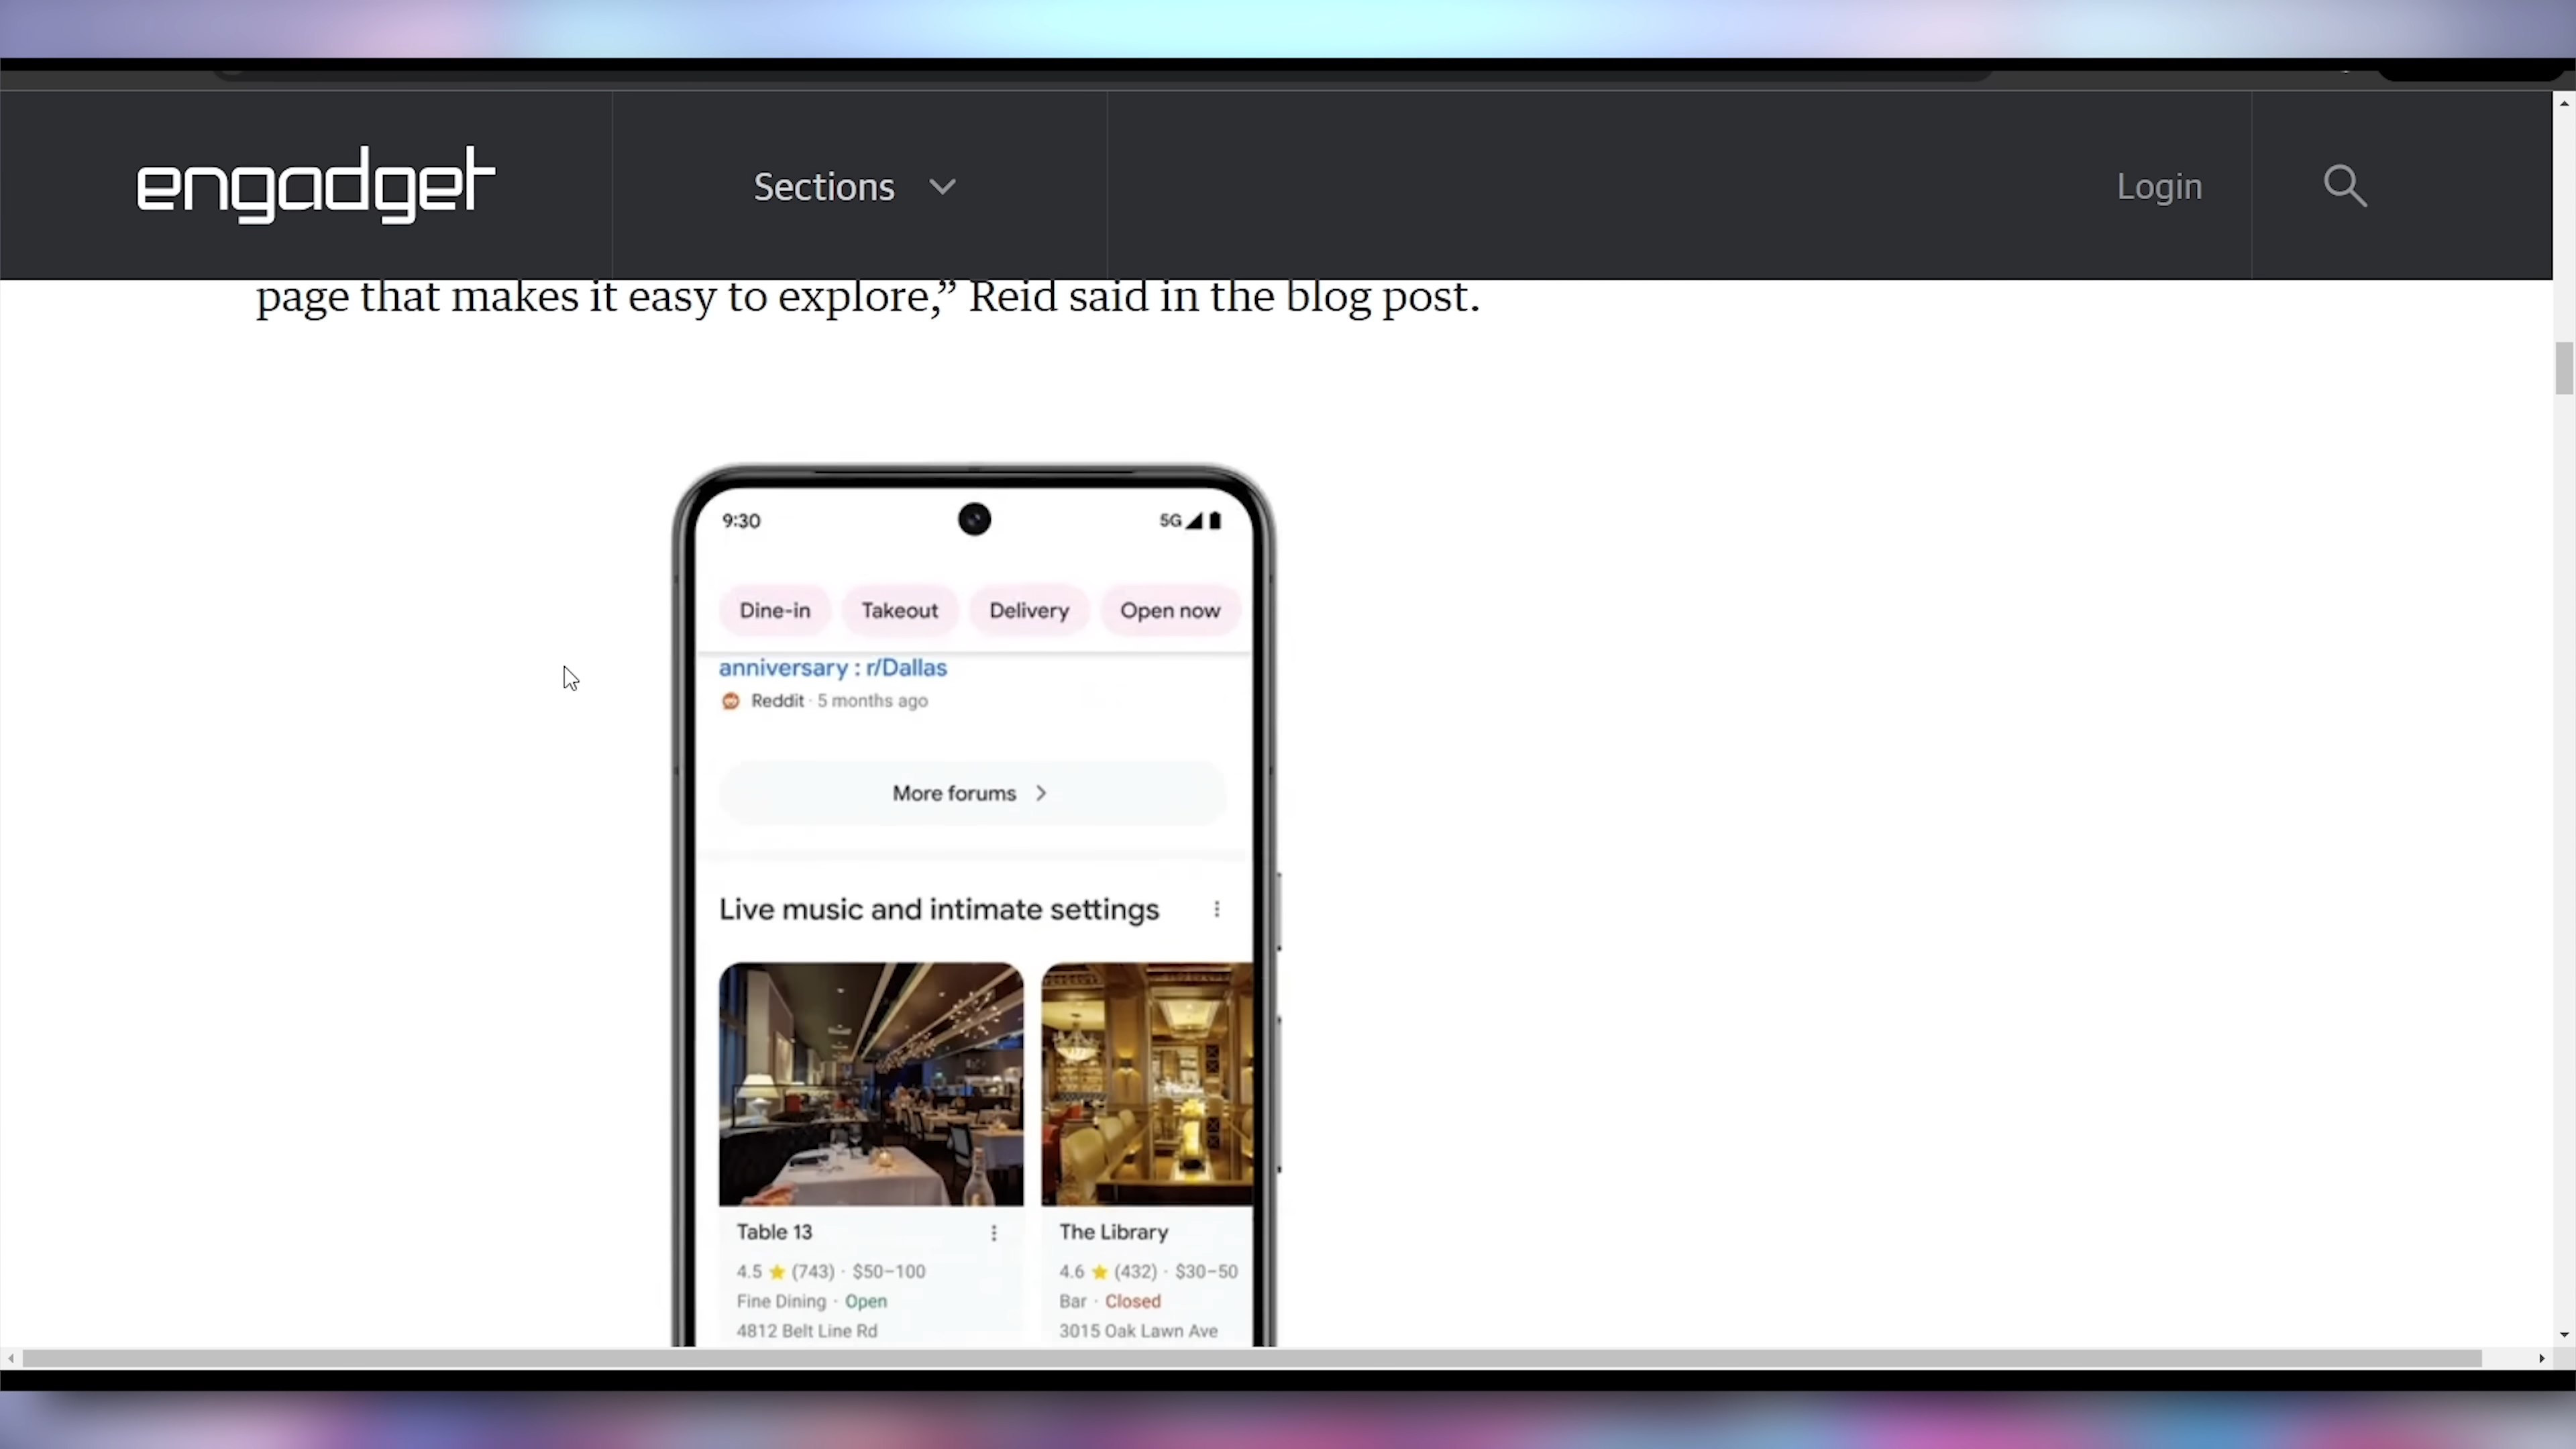 engadget
Sections
Login
page that makes it easy to explore,” Reid said in the blog post.
9:30
5G
Dine-in
Takeout
Delivery
Open now
anniversary : r/Dallas
Reddit · 5 months ago
More forums
Live music and intimate settings
Table 13
4.5 ★ (743) · $50–100
Fine Dining · Open
4812 Belt Line Rd
The Library
4.6 ★ (432) · $30–50
Bar · Closed
3015 Oak Lawn Ave